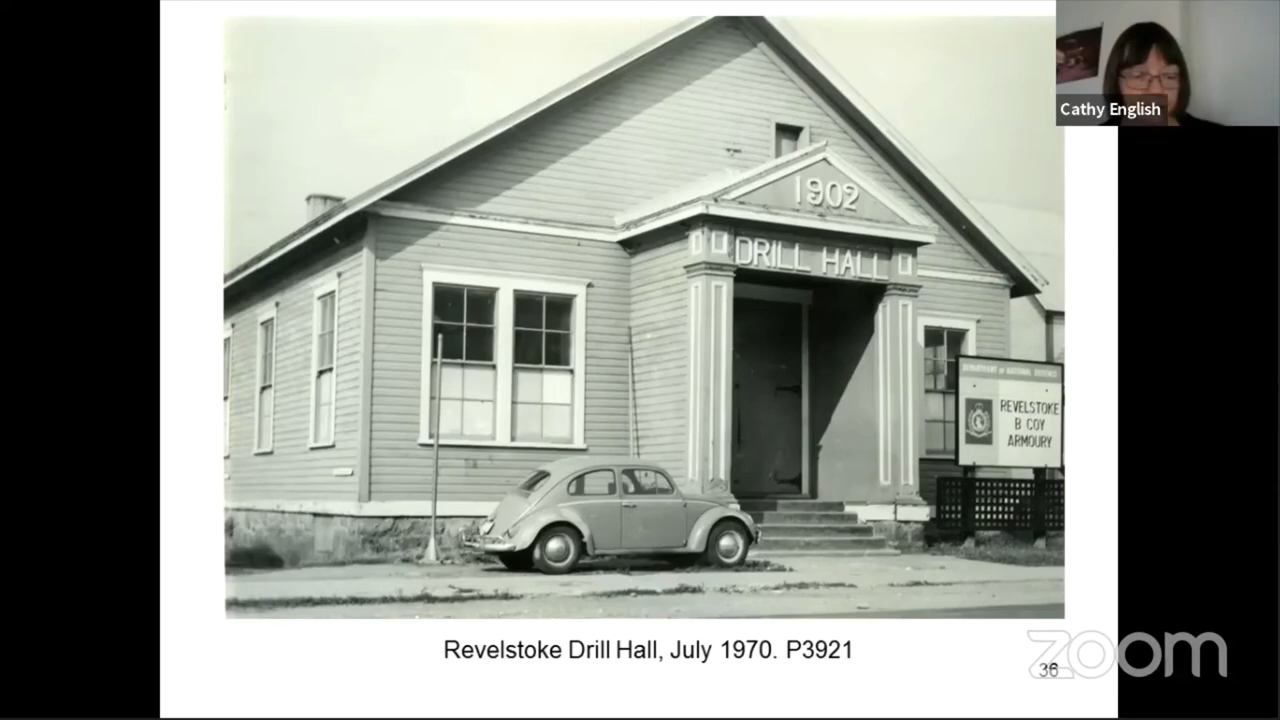 Cathy English
1902
DRILL HALL
DEPARTMENT OF NATIONAL DEFENCE
REVELSTOKE
B COY
ARMOURY
Revelstoke Drill Hall, July 1970. P3921
36
zoom